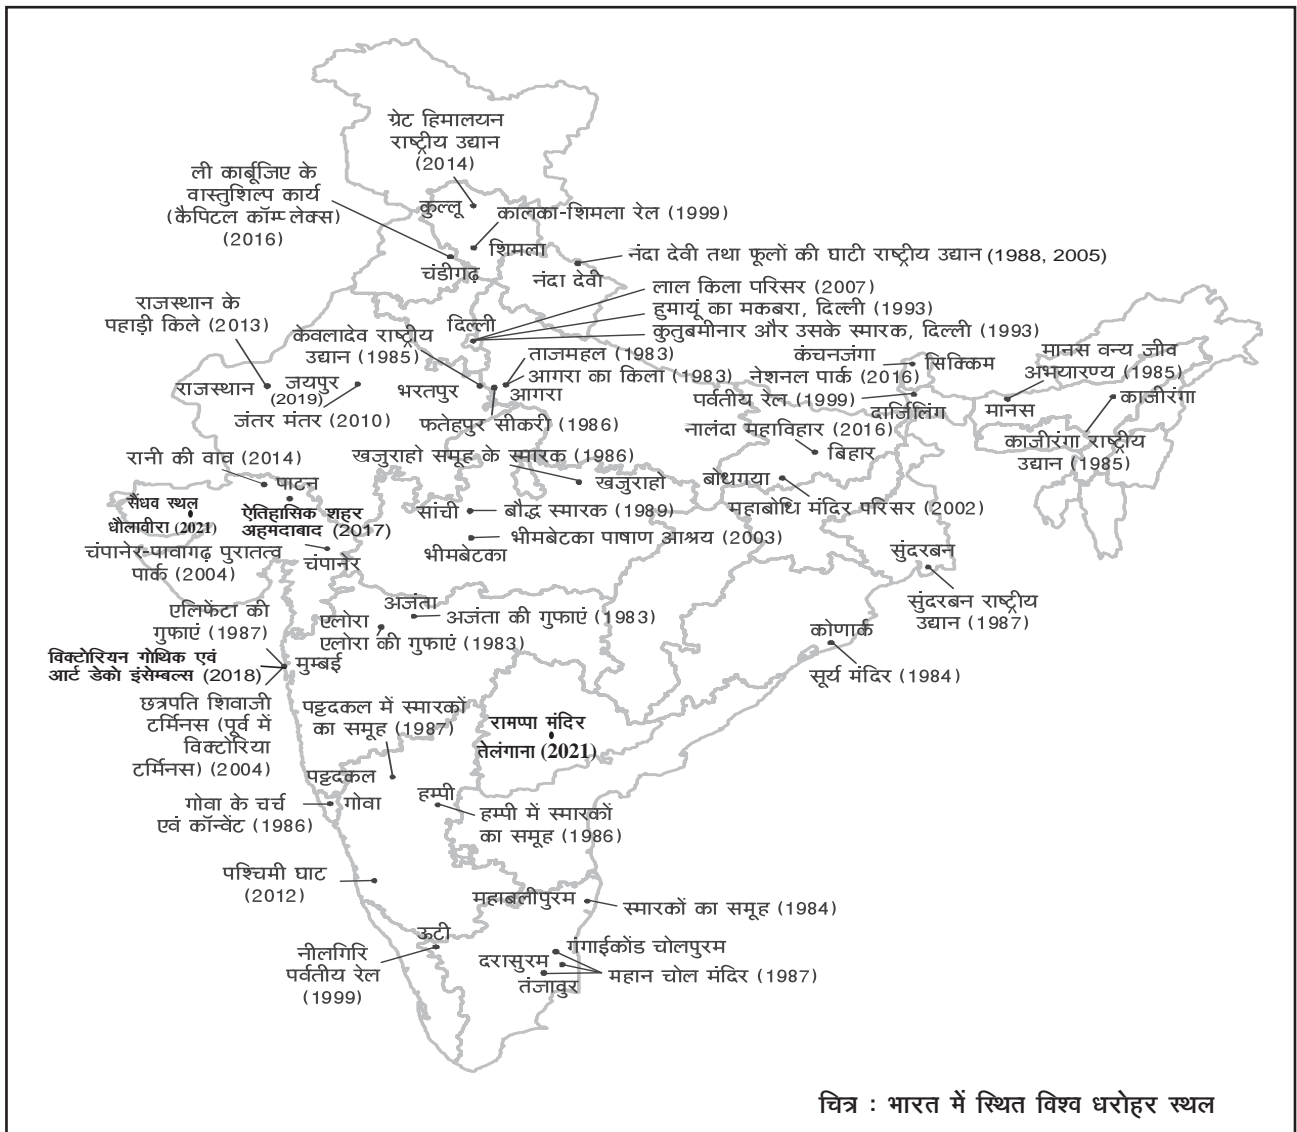 ग्रेट हिमालयन
राष्ट्रीय उद्यान
(2014)
ली कार्बूजिए के
वास्तुशिल्प कार्य
(कैपिटल कॉम्प लेक्स)
(2016)
कुल्लू
कालका-शिमला रेल (1999)
शिमला
चंडीगढ़
नंदा देवी तथा फूलों की घाटी राष्ट्रीय उद्यान (1988, 2005)
नंदा देवी
लाल किला परिसर (2007)
हुमायूं का मकबरा, दिल्ली (1993)
कुतुबमीनार और उसके स्मारक, दिल्ली (1993)
दिल्ली
राजस्थान के
पहाड़ी किले (2013)
केवलादेव राष्ट्रीय
उद्यान (1985)
ताजमहल (1983)
आगरा का किला (1983)
आगरा
कंचनजंगा
नेशनल पार्क (2016)
सिक्किम
पर्वतीय रेल (1999)
दार्जिलिंग
मानस वन्य जीव
अभयारण्य (1985)
मानस
काजीरंगा
काजीरंगा राष्ट्रीय
उद्यान (1985)
राजस्थान
जयपुर
(2019)
जंतर मंतर (2010)
भरतपुर
फतेहपुर सीकरी (1986)
नालंदा महाविहार (2016)
बिहार
रानी की वाव (2014)
पाटन
खजुराहो समूह के स्मारक (1986)
खजुराहो
बोधगया
महाबोधि मंदिर परिसर (2002)
सैंधव स्थल
धौलावीरा (2021)
ऐतिहासिक शहर
अहमदाबाद (2017)
सांची
बौद्ध स्मारक (1989)
भीमबेटका पाषाण आश्रय (2003)
भीमबेटका
चंपानेर-पावागढ़ पुरातत्व
पार्क (2004)
चंपानेर
सुंदरबन
सुंदरबन राष्ट्रीय
उद्यान (1987)
एलिफेंटा की
गुफाएं (1987)
अजंता
अजंता की गुफाएं (1983)
एलोरा
एलोरा की गुफाएं (1983)
कोणार्क
सूर्य मंदिर (1984)
विक्टोरियन गोथिक एवं
आर्ट डेको इंसेम्बल्स (2018)
मुम्बई
छत्रपति शिवाजी
टर्मिनस (पूर्व में
विक्टोरिया
टर्मिनस) (2004)
पट्टदकल में स्मारकों
का समूह (1987)
पट्टदकल
रामप्पा मंदिर
तेलंगाना (2021)
गोवा के चर्च
एवं कॉन्वेंट (1986)
गोवा
हम्पी
हम्पी में स्मारकों
का समूह (1986)
पश्चिमी घाट
(2012)
महाबलीपुरम
स्मारकों का समूह (1984)
ऊटी
नीलगिरि
पर्वतीय रेल
(1999)
गंगाईकोंड चोलपुरम
दरासुरम
महान चोल मंदिर (1987)
तंजावुर
चित्र : भारत में स्थित विश्व धरोहर स्थल